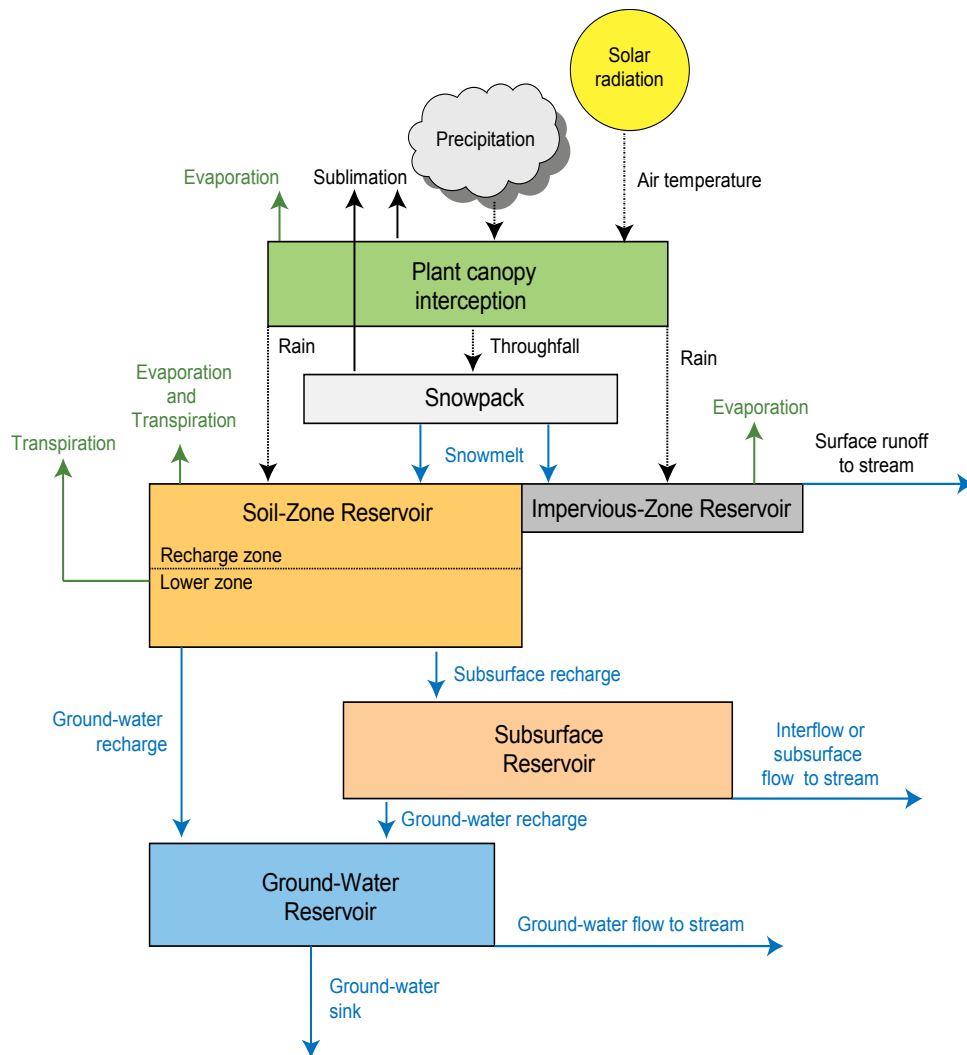 Solar
radiation
Precipitation
Evaporation
Sublimation
Air temperature
Plant canopy
interception
Rain
Throughfall
Rain
Evaporation
and
Transpiration
Snowpack
Evaporation
Transpiration
Snowmelt
Surface runoff
to stream
Soil-Zone Reservoir
Impervious-Zone Reservoir
Recharge zone
Lower zone
Subsurface recharge
Ground-water
recharge
Subsurface
Reservoir
Interflow or
subsurface
flow to stream
Ground-water recharge
Ground-Water
Reservoir
Ground-water flow to stream
Ground-water
sink